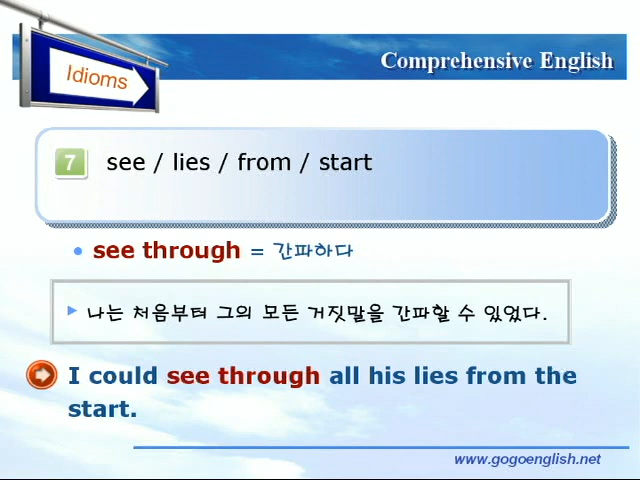 Idioms
Comprehensive English
7 see / lies / from / start
• see through = 간파하다
▶ 나는 처음부터 그의 모든 거짓말을 간파할 수 있었다.
I could see through all his lies from the
start.
www.gogoenglish.net